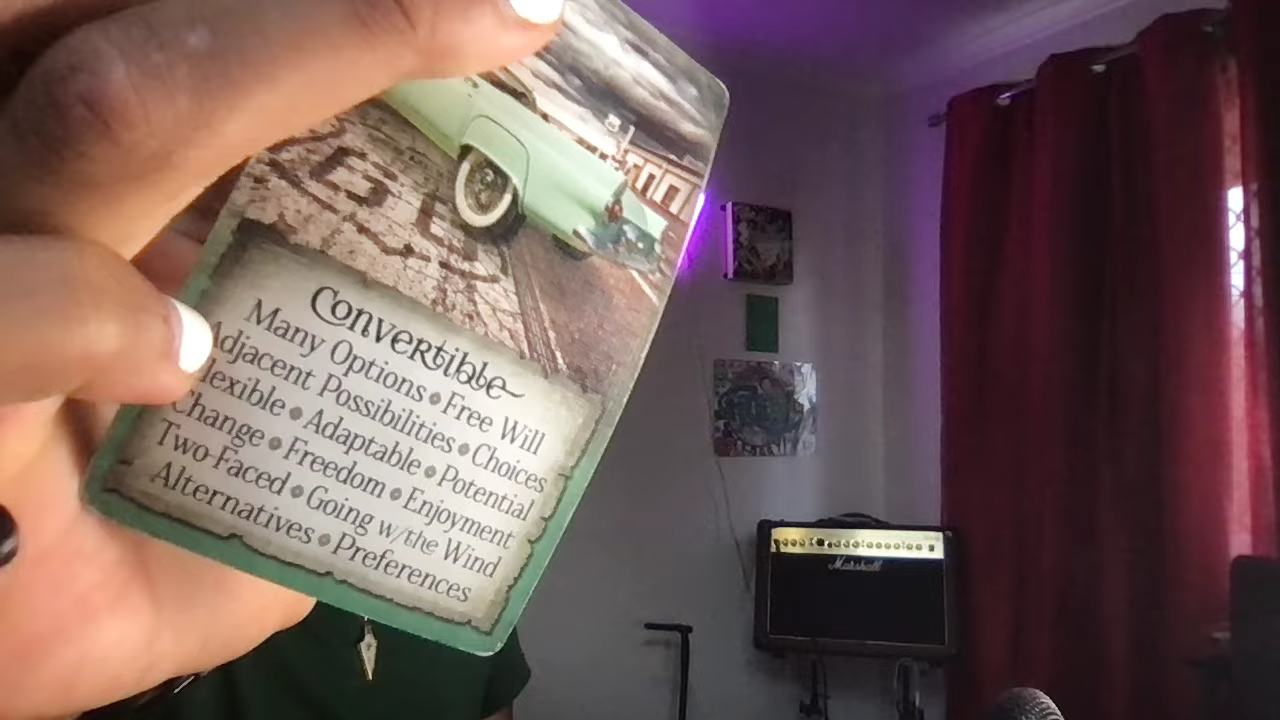 Convertible
Many Options • Free Will
Adjacent Possibilities • Choices
Flexible • Adaptable • Potential
Change • Freedom • Enjoyment
Two-Faced • Going w/the Wind
Alternatives • Preferences
Marshall